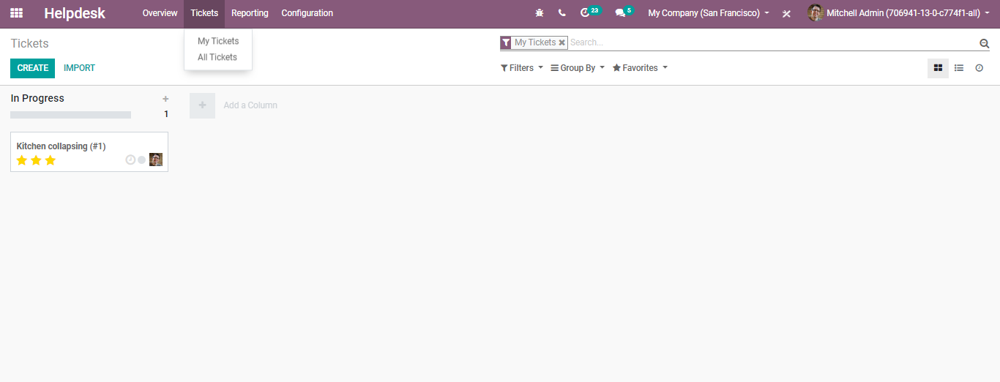 Helpdesk Overview Tickets Reporting Configuration 23 5 My Company (San Francisco) Mitchell Admin (706941-13-0-c774f1-all)
Tickets My Tickets My Tickets Search...
All Tickets
CREATE IMPORT Filters Group By Favorites
In Progress + Add a Column
1
Kitchen collapsing (#1)